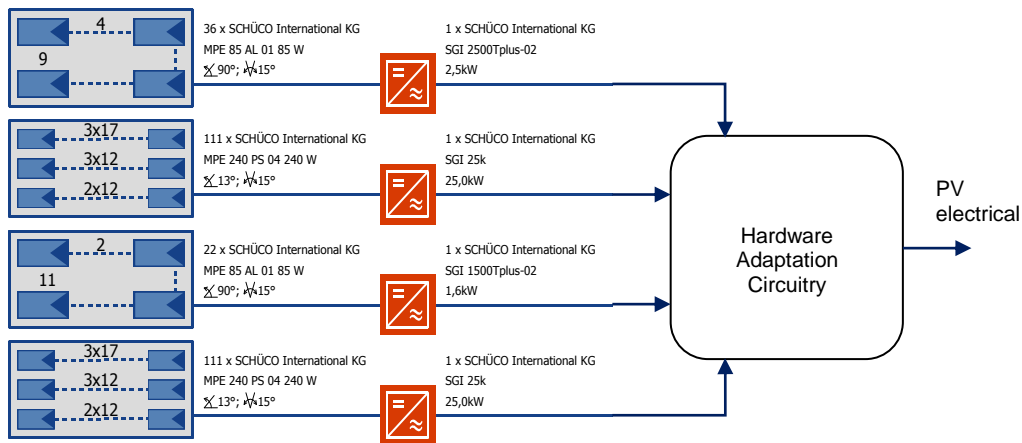 4
9
36 x SCHÜCO International KG
MPE 85 AL 01 85 W
90°; 15°
1 x SCHÜCO International KG
SGI 2500Tplus-02
2,5kW
3x17
3x12
2x12
111 x SCHÜCO International KG
MPE 240 PS 04 240 W
13°; 15°
1 x SCHÜCO International KG
SGI 25k
25,0kW
2
11
22 x SCHÜCO International KG
MPE 85 AL 01 85 W
90°; 15°
1 x SCHÜCO International KG
SGI 1500Tplus-02
1,6kW
3x17
3x12
2x12
111 x SCHÜCO International KG
MPE 240 PS 04 240 W
13°; 15°
1 x SCHÜCO International KG
SGI 25k
25,0kW
Hardware
Adaptation
Circuitry
PV
electrical